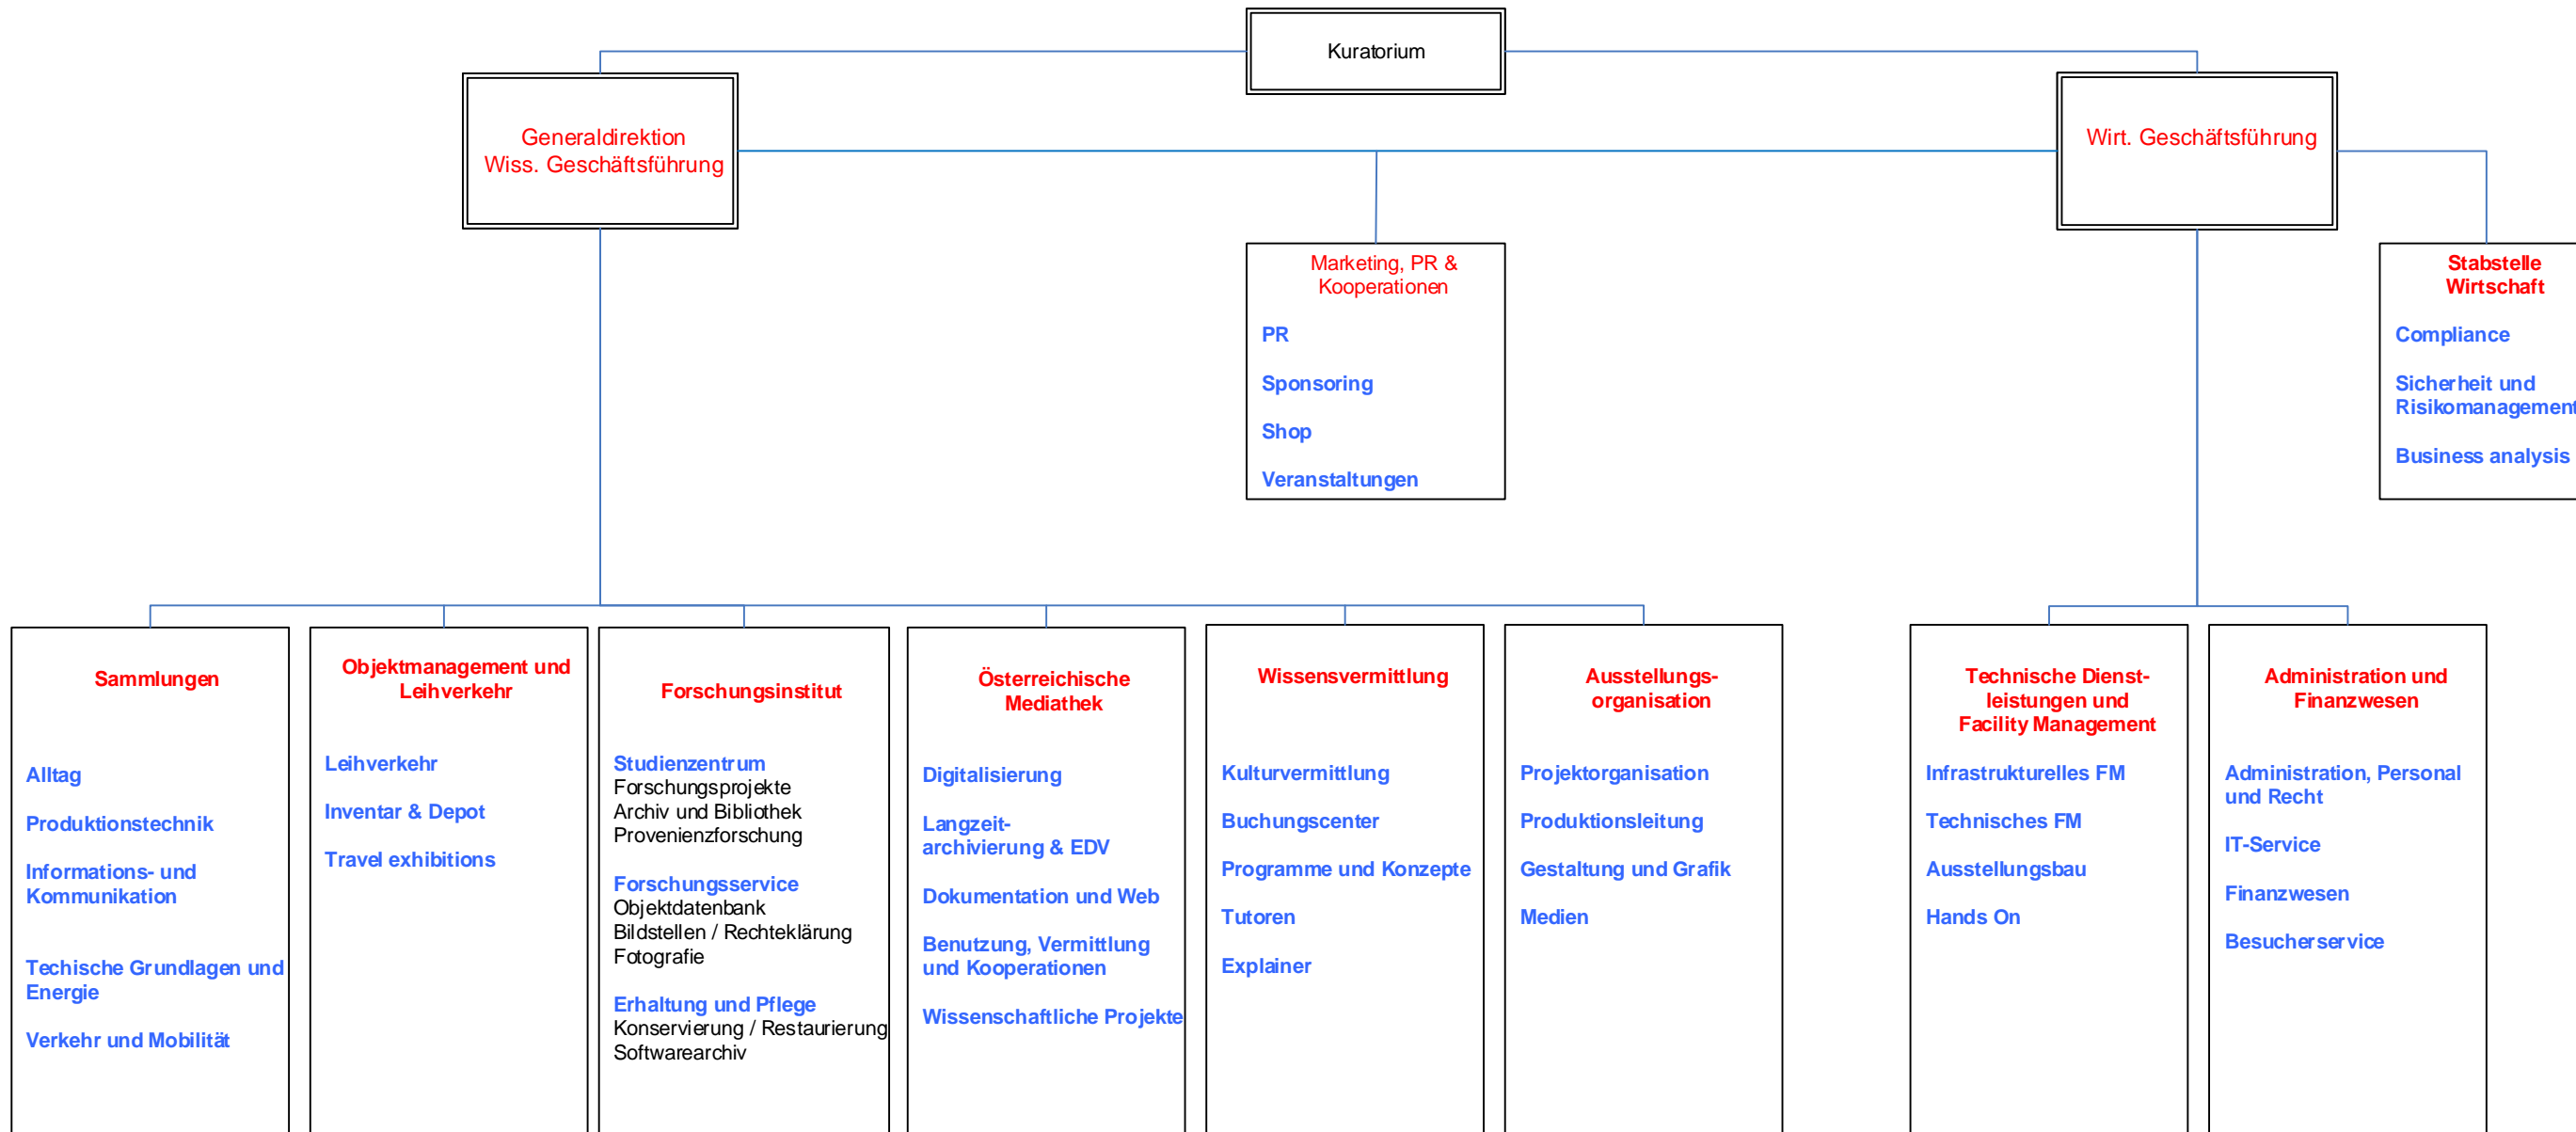 Kuratorium
Generaldirektion
Wiss. Geschäftsführung
Wirt. Geschäftsführung
Marketing, PR &
Kooperationen
PR
Sponsoring
Shop
Veranstaltungen
Stabstelle
Wirtschaft
Compliance
Sicherheit und
Risikomanagement
Business analysis
Sammlungen
Alltag
Produktionstechnik
Informations- und
Kommunikation
Techische Grundlagen und
Energie
Verkehr und Mobilität
Objektmanagement und
Leihverkehr
Leihverkehr
Inventar & Depot
Travel exhibitions
Forschungsinstitut
Studienzentrum
Forschungsprojekte
Archiv und Bibliothek
Provenienzforschung
Forschungsservice
Objektdatenbank
Bildstellen / Rechteklärung
Fotografie
Erhaltung und Pflege
Konservierung / Restaurierung
Softwarearchiv
Österreichische
Mediathek
Digitalisierung
Langzeit-
archivierung & EDV
Dokumentation und Web
Benutzung, Vermittlung
und Kooperationen
Wissenschaftliche Projekte
Wissensvermittlung
Kulturvermittlung
Buchungscenter
Programme und Konzepte
Tutoren
Explainer
Ausstellungs-
organisation
Projektorganisation
Produktionsleitung
Gestaltung und Grafik
Medien
Technische Dienst-
leistungen und
Facility Management
Infrastrukturelles FM
Technisches FM
Ausstellungsbau
Hands On
Administration und
Finanzwesen
Administration, Personal
und Recht
IT-Service
Finanzwesen
Besucherservice